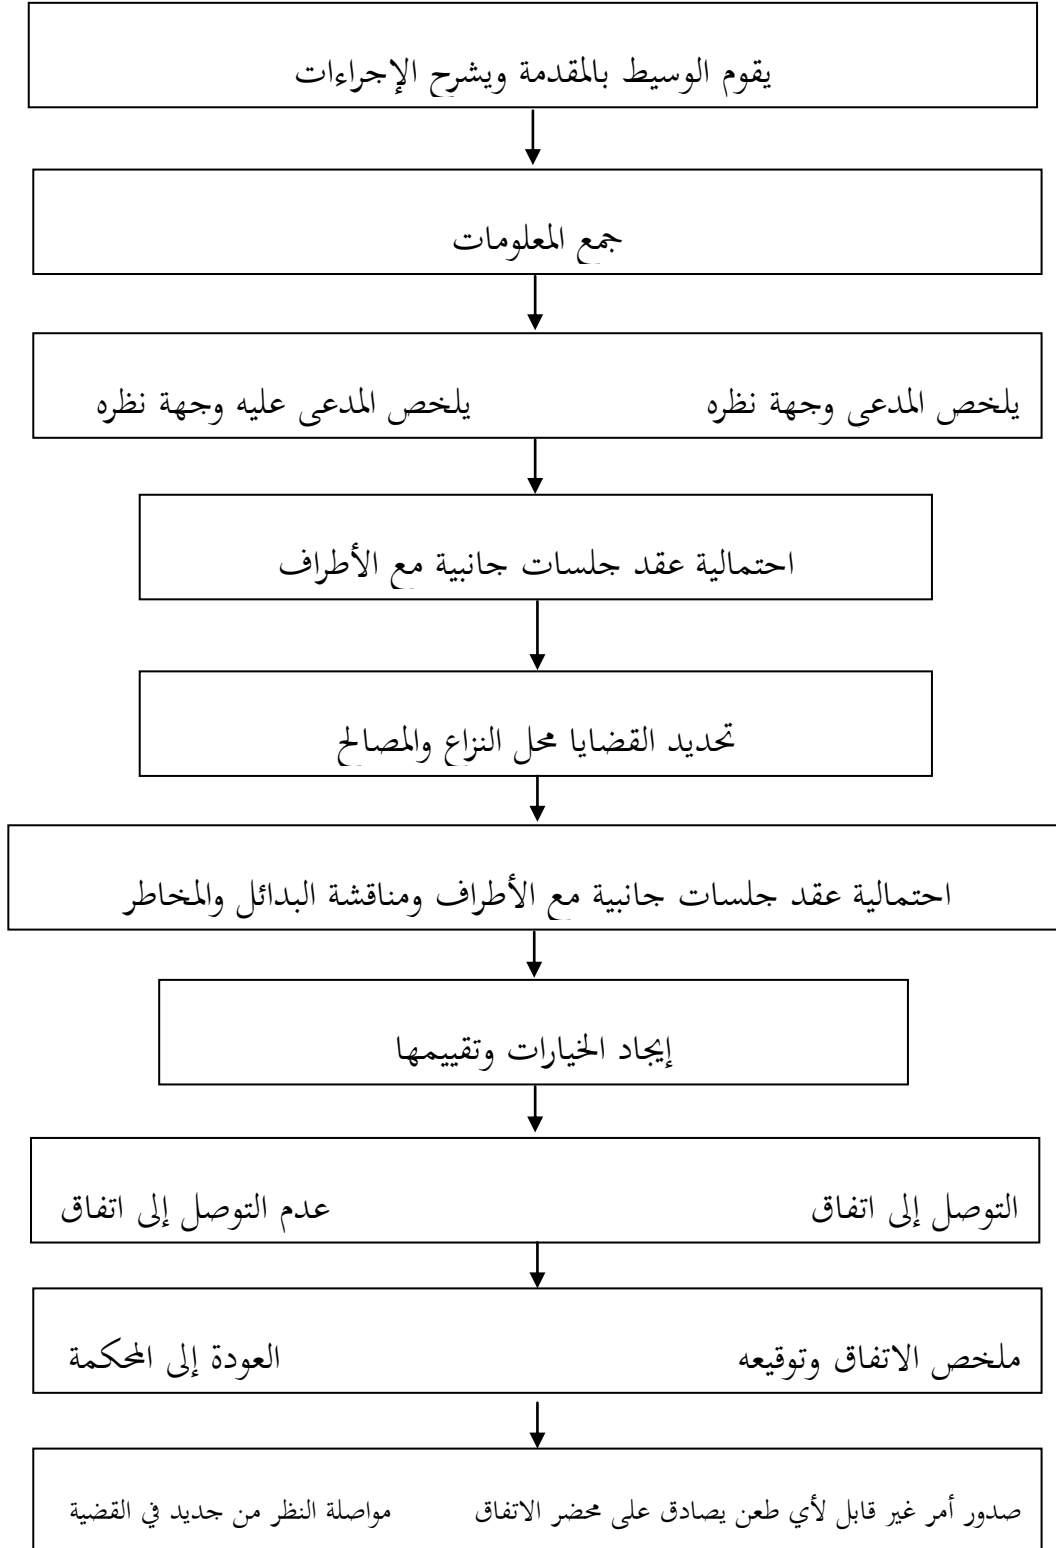 يقوم الوسيط بالمقدمة ويشرح الإجراءات
جمع المعلومات
يلخص المدعى وجهة نظره يلخص المدعى عليه وجهة نظره
احتمالية عقد جلسات جانبية مع الأطراف
تحديد القضايا محل النزاع والمصالح
احتمالية عقد جلسات جانبية مع الأطراف ومناقشة البدائل والمخاطر
إيجاد الخيارات وتقييمها
التوصل إلى اتفاق عدم التوصل إلى اتفاق
ملخص الاتفاق وتوقيعه العودة إلى المحكمة
صدور أمر غير قابل لأي طعن يصادق على محضر الاتفاق مواصلة النظر من جديد في القضية